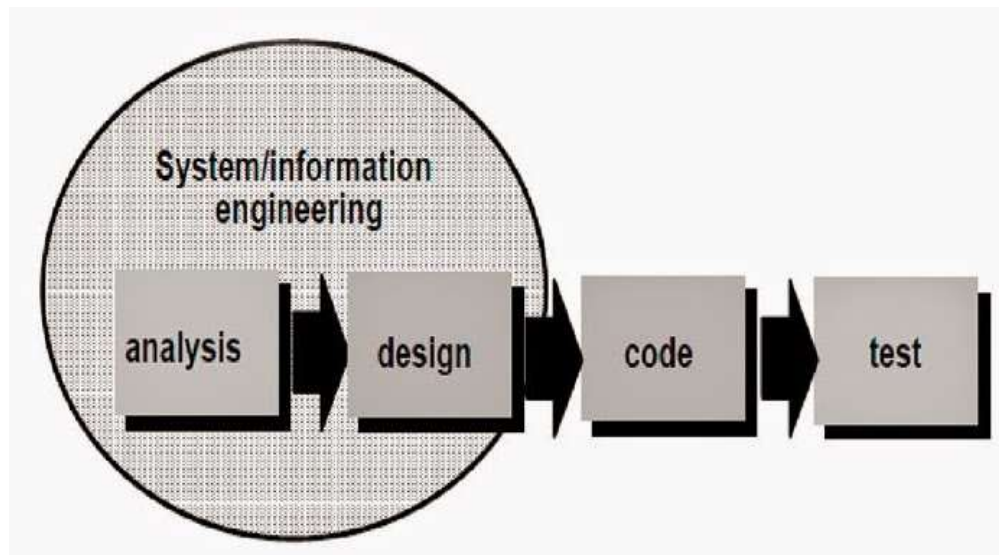 System/information
engineering
analysis
design
code
test